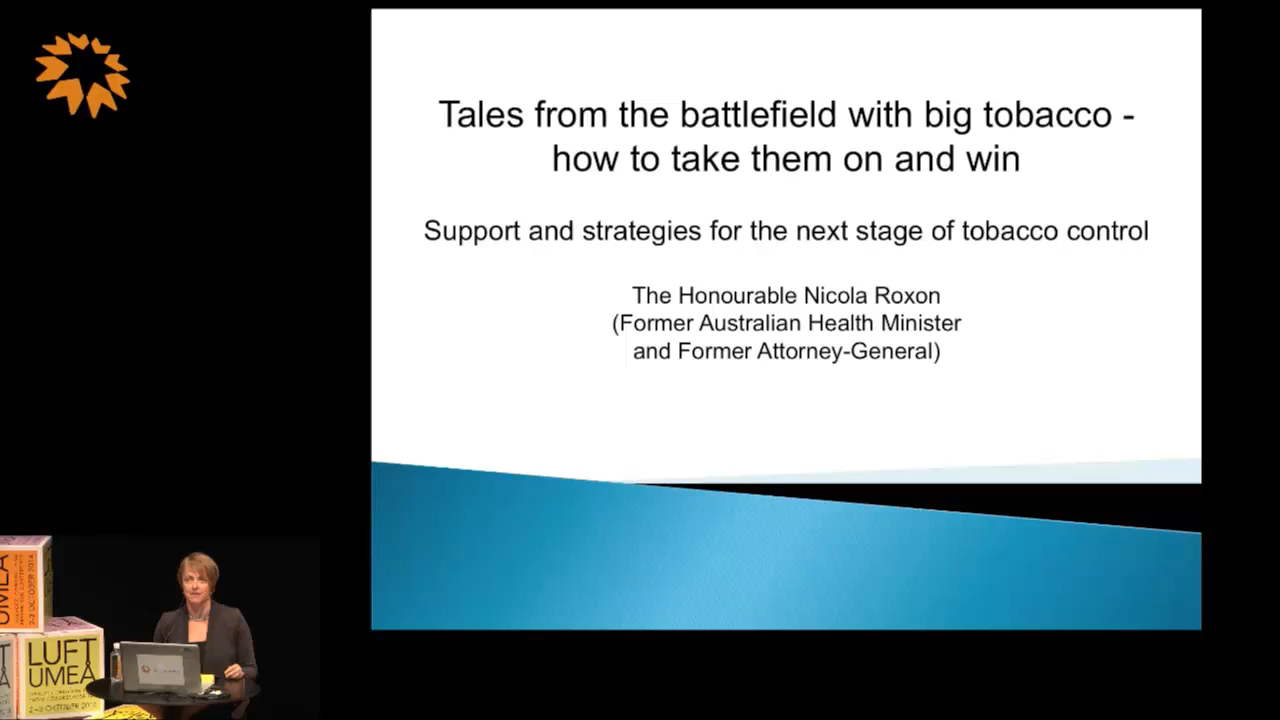 Tales from the battlefield with big tobacco -
how to take them on and win
Support and strategies for the next stage of tobacco control
The Honourable Nicola Roxon
(Former Australian Health Minister
and Former Attorney-General)
UMEÅ
LUFT
UMEÅ